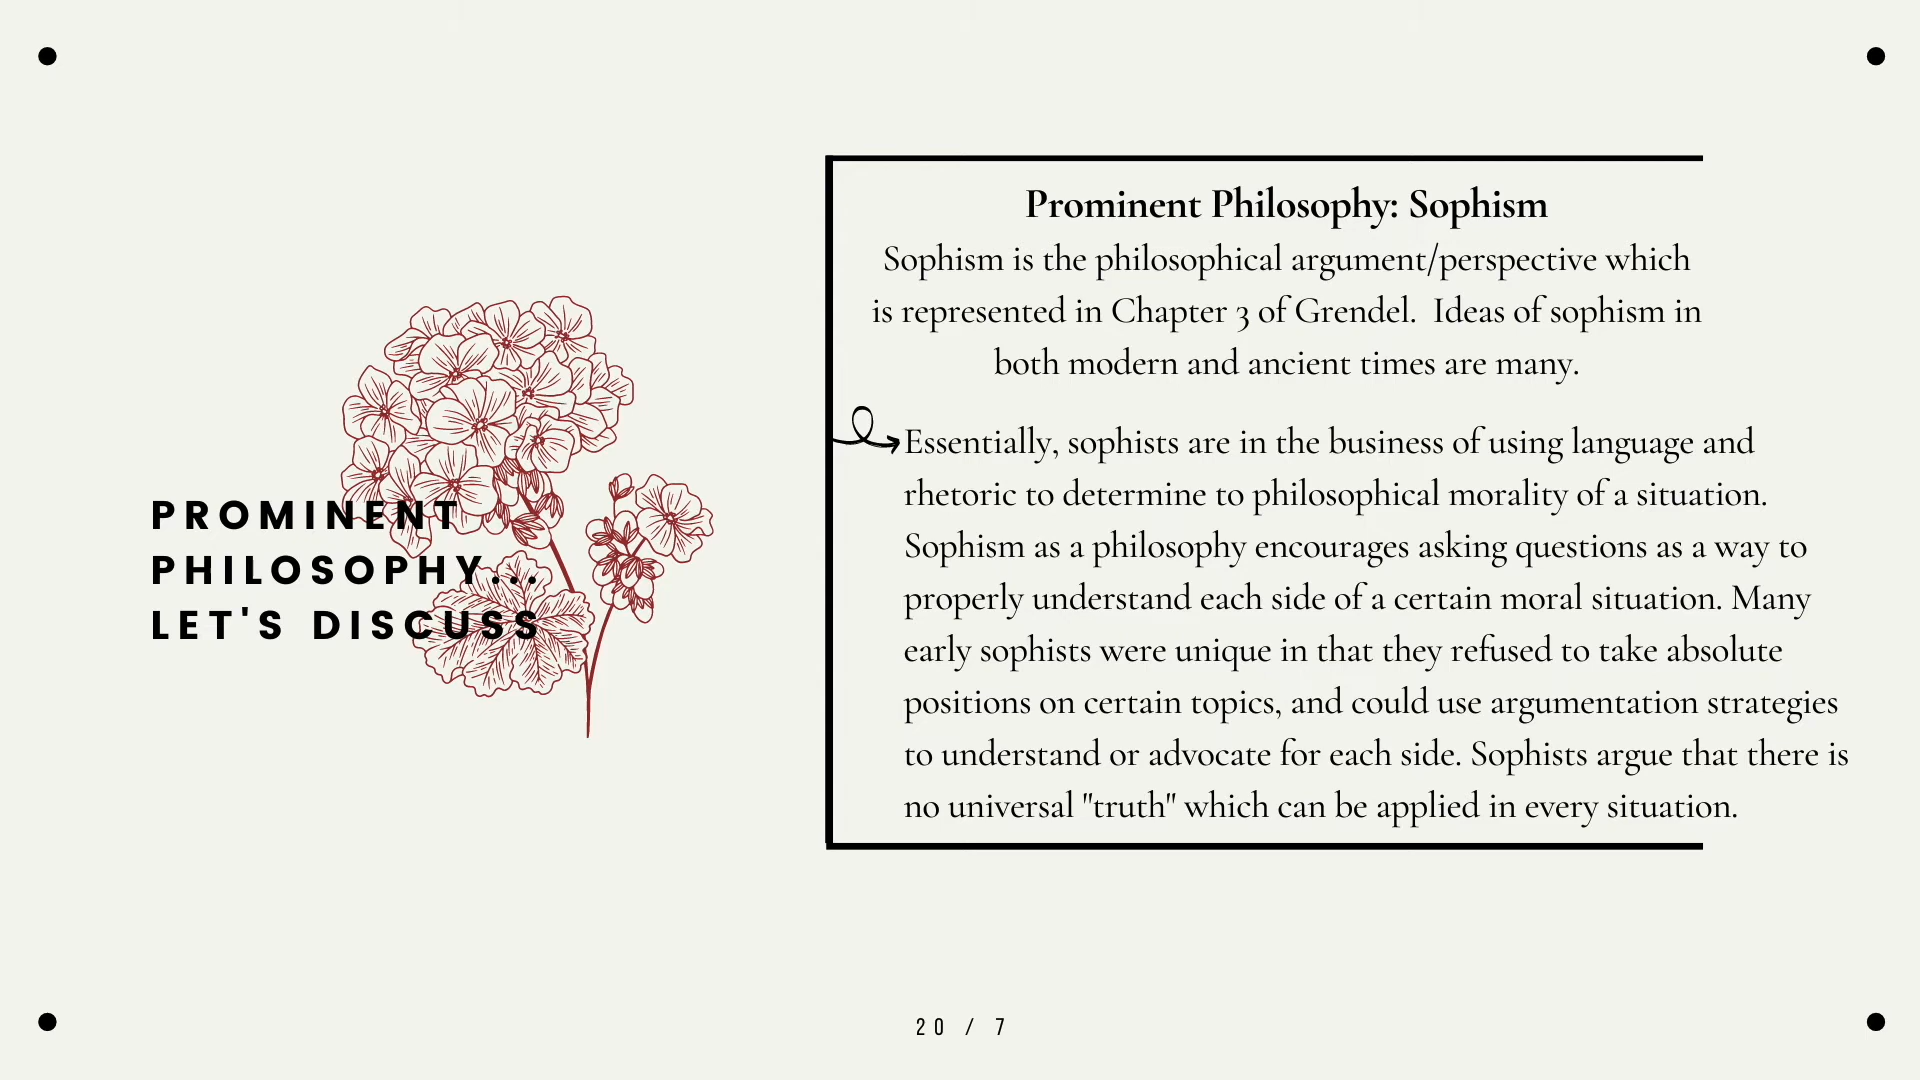 PROMINENT
PHILOSOPHY...
LET'S DISCUSS
Prominent Philosophy: Sophism
Sophism is the philosophical argument/perspective which
is represented in Chapter 3 of Grendel.  Ideas of sophism in
both modern and ancient times are many.
Essentially, sophists are in the business of using language and
rhetoric to determine to philosophical morality of a situation.
Sophism as a philosophy encourages asking questions as a way to
properly understand each side of a certain moral situation. Many
early sophists were unique in that they refused to take absolute
positions on certain topics, and could use argumentation strategies
to understand or advocate for each side. Sophists argue that there is
no universal "truth" which can be applied in every situation.
20 / 7